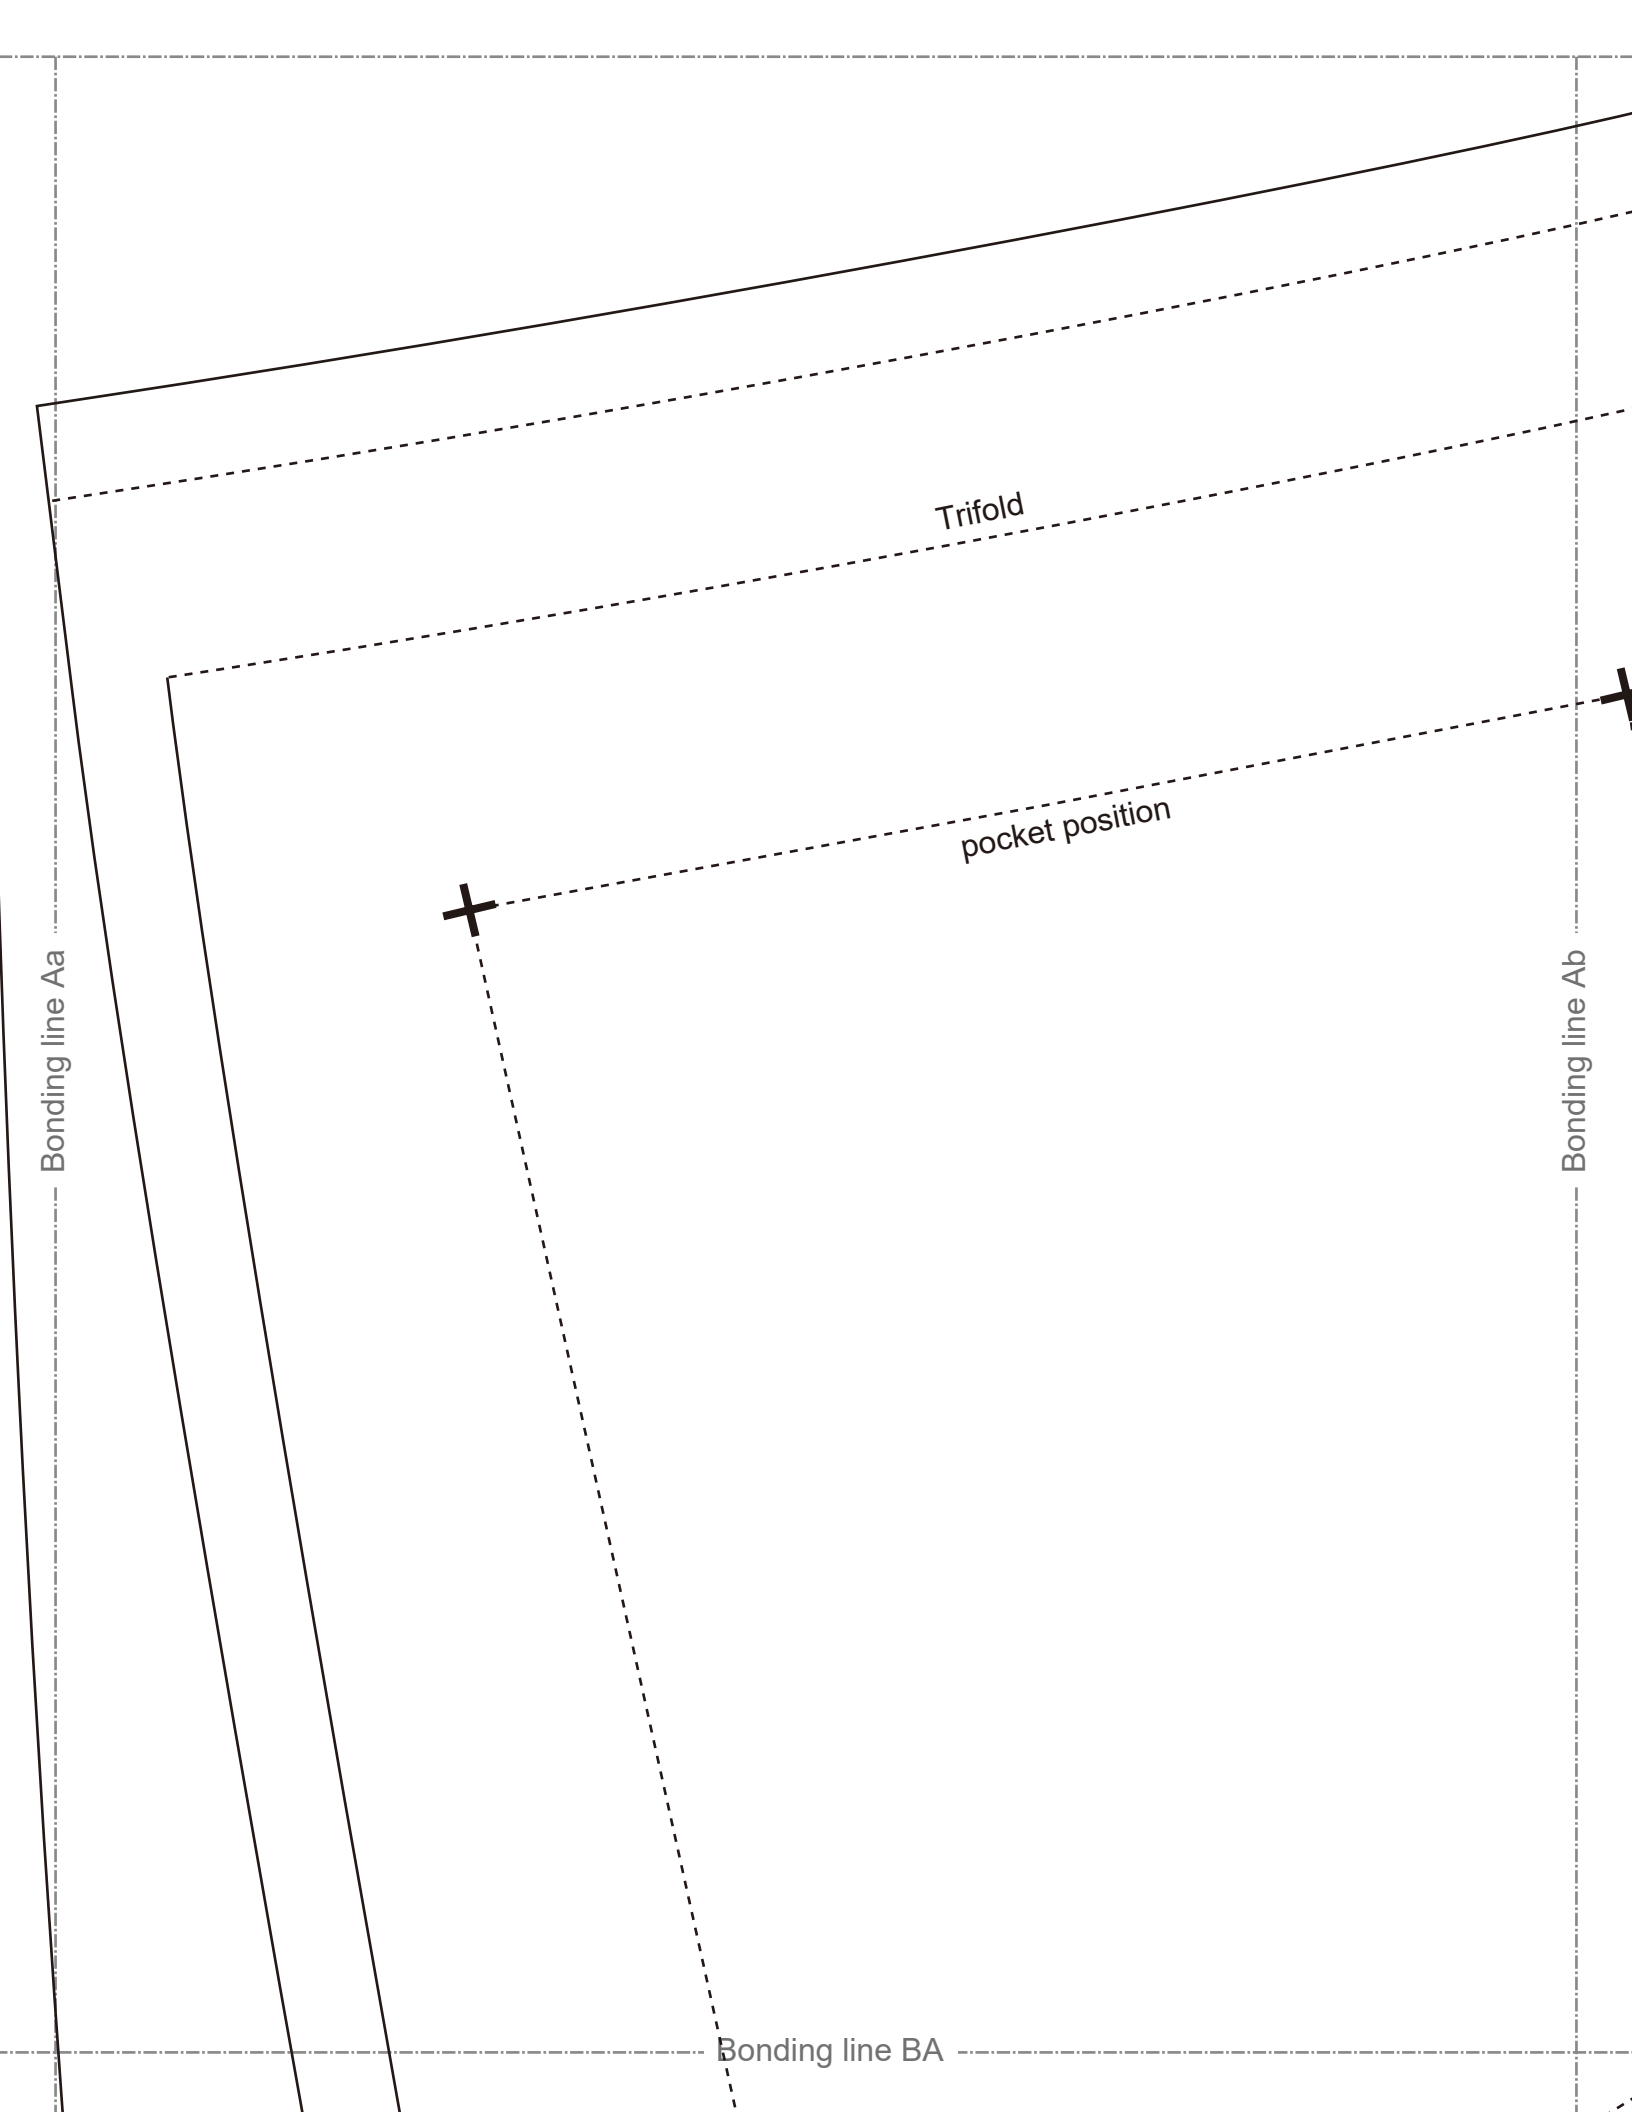 Trifold
pocket position
Bonding line Aa
Bonding line Ab
Bonding line BA